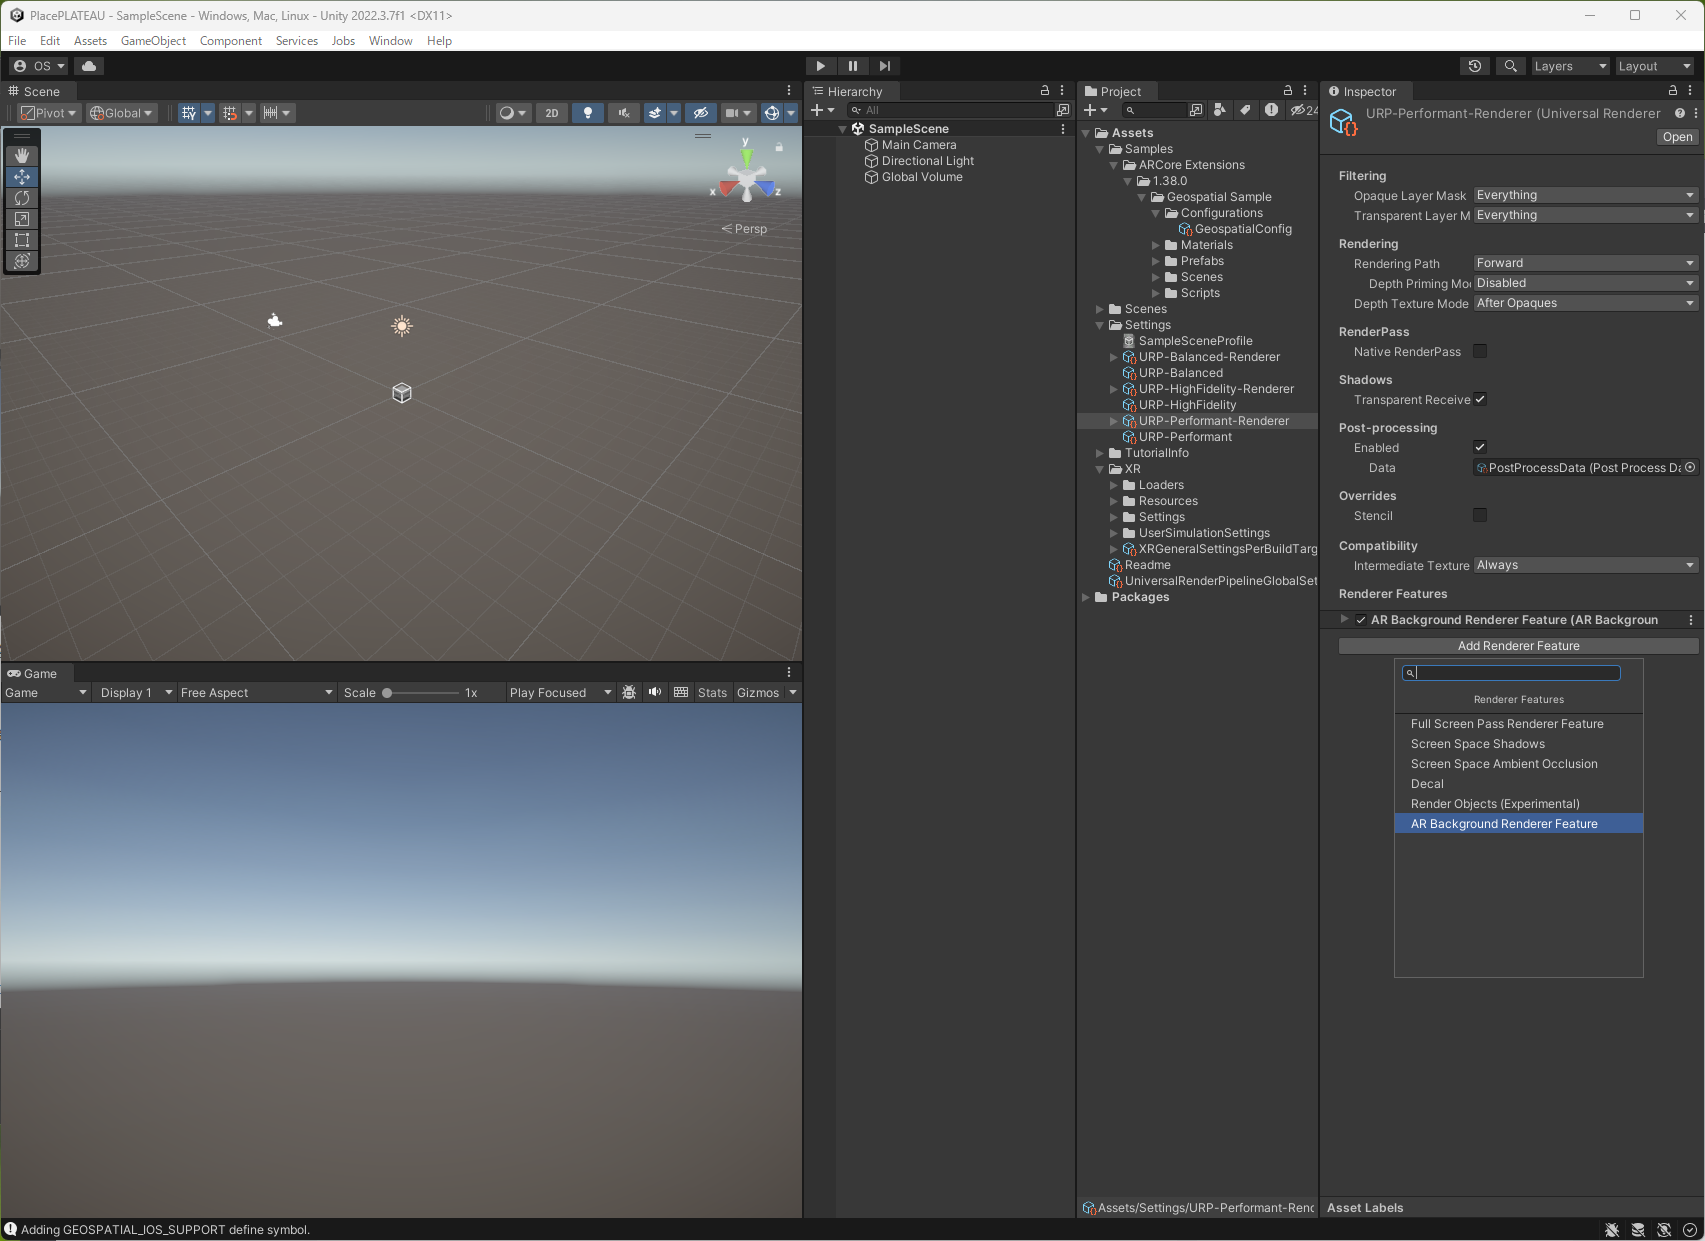 PlacePLATEAU - SampleScene - Windows, Mac, Linux - Unity 2022.3.7f1 <DX11>
File Edit Assets GameObject Component Services Jobs Window Help
OS
Layers
Layout
Scene
Pivot
Global
2D
y
x
z
Persp
Game
Game
Display 1
Free Aspect
Scale
1x
Play Focused
Stats
Gizmos
Hierarchy
All
SampleScene
Main Camera
Directional Light
Global Volume
Project
24
Assets
Samples
ARCore Extensions
1.38.0
Geospatial Sample
Configurations
GeospatialConfig
Materials
Prefabs
Scenes
Scripts
Scenes
Settings
SampleSceneProfile
URP-Balanced-Renderer
URP-Balanced
URP-HighFidelity-Renderer
URP-HighFidelity
URP-Performant-Renderer
URP-Performant
TutorialInfo
XR
Loaders
Resources
Settings
UserSimulationSettings
XRGeneralSettingsPerBuildTarg
Readme
UniversalRenderPipelineGlobalSet
Packages
Assets/Settings/URP-Performant-Renc
Inspector
URP-Performant-Renderer (Universal Renderer
Open
Filtering
Opaque Layer Mask Everything
Transparent Layer M Everything
Rendering
Rendering Path Forward
Depth Priming Mo Disabled
Depth Texture Mode After Opaques
RenderPass
Native RenderPass
Shadows
Transparent Receive
Post-processing
Enabled
Data PostProcessData (Post Process Da
Overrides
Stencil
Compatibility
Intermediate Texture Always
Renderer Features
AR Background Renderer Feature (AR Backgroun
Add Renderer Feature
Renderer Features
Full Screen Pass Renderer Feature
Screen Space Shadows
Screen Space Ambient Occlusion
Decal
Render Objects (Experimental)
AR Background Renderer Feature
Asset Labels
Adding GEOSPATIAL_IOS_SUPPORT define symbol.